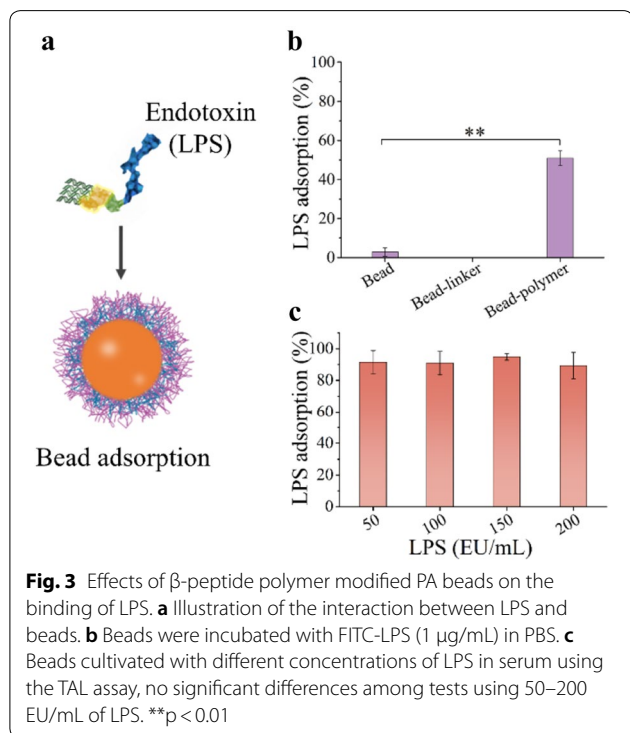 a
Endotoxin
(LPS)
Bead adsorption
b
LPS adsorption (%)
100
80
60
40
20
0
**
Bead
Bead-linker
Bead-polymer
c
LPS adsorption (%)
100
80
60
40
20
0
50
100
150
200
LPS (EU/mL)
Fig. 3 Effects of β-peptide polymer modified PA beads on the
binding of LPS. a Illustration of the interaction between LPS and
beads. b Beads were incubated with FITC-LPS (1 µg/mL) in PBS. c
Beads cultivated with different concentrations of LPS in serum using
the TAL assay, no significant differences among tests using 50–200
EU/mL of LPS. **p < 0.01